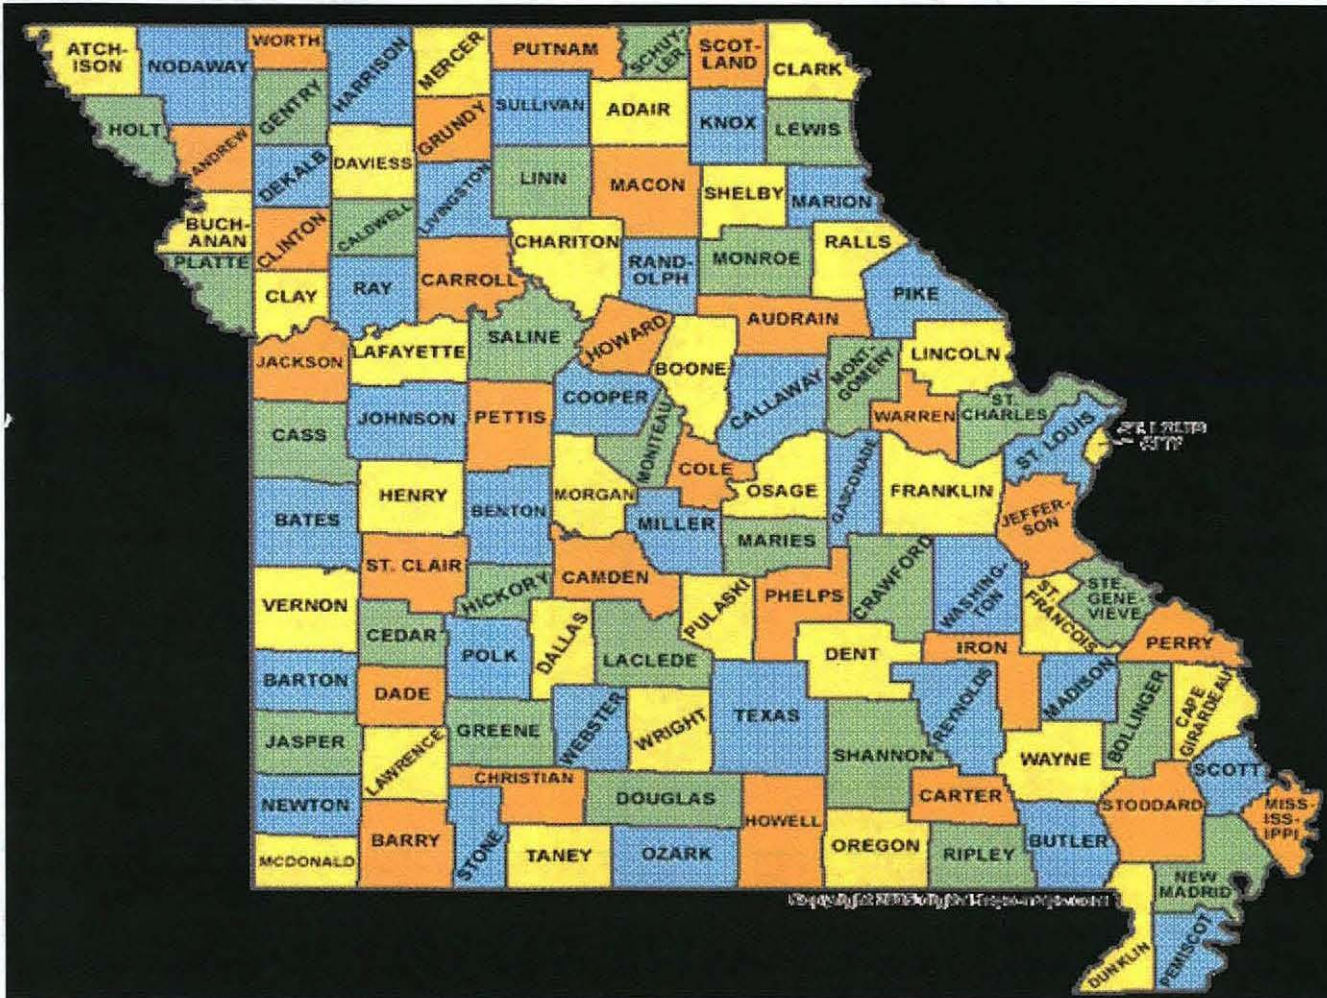 ATCH-
ISON
NODAWAY
WORTH
HARRISON
MERCER
PUTNAM
SCHUY-
LER
SCOT-
LAND
CLARK
HOLT
ANDREW
GENTRY
DEKALB
DAVIESS
GRUNDY
SULLIVAN
ADAIR
KNOX
LEWIS
LINN
MACON
SHELBY
MARION
BUCH-
ANAN
CLINTON
CALDWELL
LIVINGSTON
CHARITON
RAND-
OLPH
MONROE
RALLS
PLATTE
CLAY
RAY
CARROLL
PIKE
AUDRAIN
JACKSON
LAFAYETTE
SALINE
HOWARD
BOONE
CALLAWAY
MONT-
GOMERY
LINCOLN
CASS
JOHNSON
PETTIS
COOPER
MONITEAU
COLE
WARREN
ST.
CHARLES
ST. LOUIS
BATES
HENRY
BENTON
MORGAN
MILLER
OSAGE
GASCONADE
FRANKLIN
JEFFER-
SON
MARIES
VERNON
ST. CLAIR
HICKORY
CAMDEN
PULASKI
PHELPS
CRAWFORD
WASHING-
TON
ST.
FRANCOIS
STE.
GENE-
VIEVE
PERRY
CEDAR
POLK
DALLAS
LACLEDE
DENT
IRON
BARTON
DADE
GREENE
WEBSTER
WRIGHT
TEXAS
SHANNON
REYNOLDS
MADISON
BOLLINGER
CAPE
GIRARDEAU
JASPER
LAWRENCE
CHRISTIAN
DOUGLAS
WAYNE
SCOTT
NEWTON
BARRY
STONE
TANEY
OZARK
HOWELL
OREGON
CARTER
RIPLEY
BUTLER
STODDARD
MISS-
ISS-
IPPI
MCDONALD
NEW
MADRID
DUNKLIN
PEMISCOT